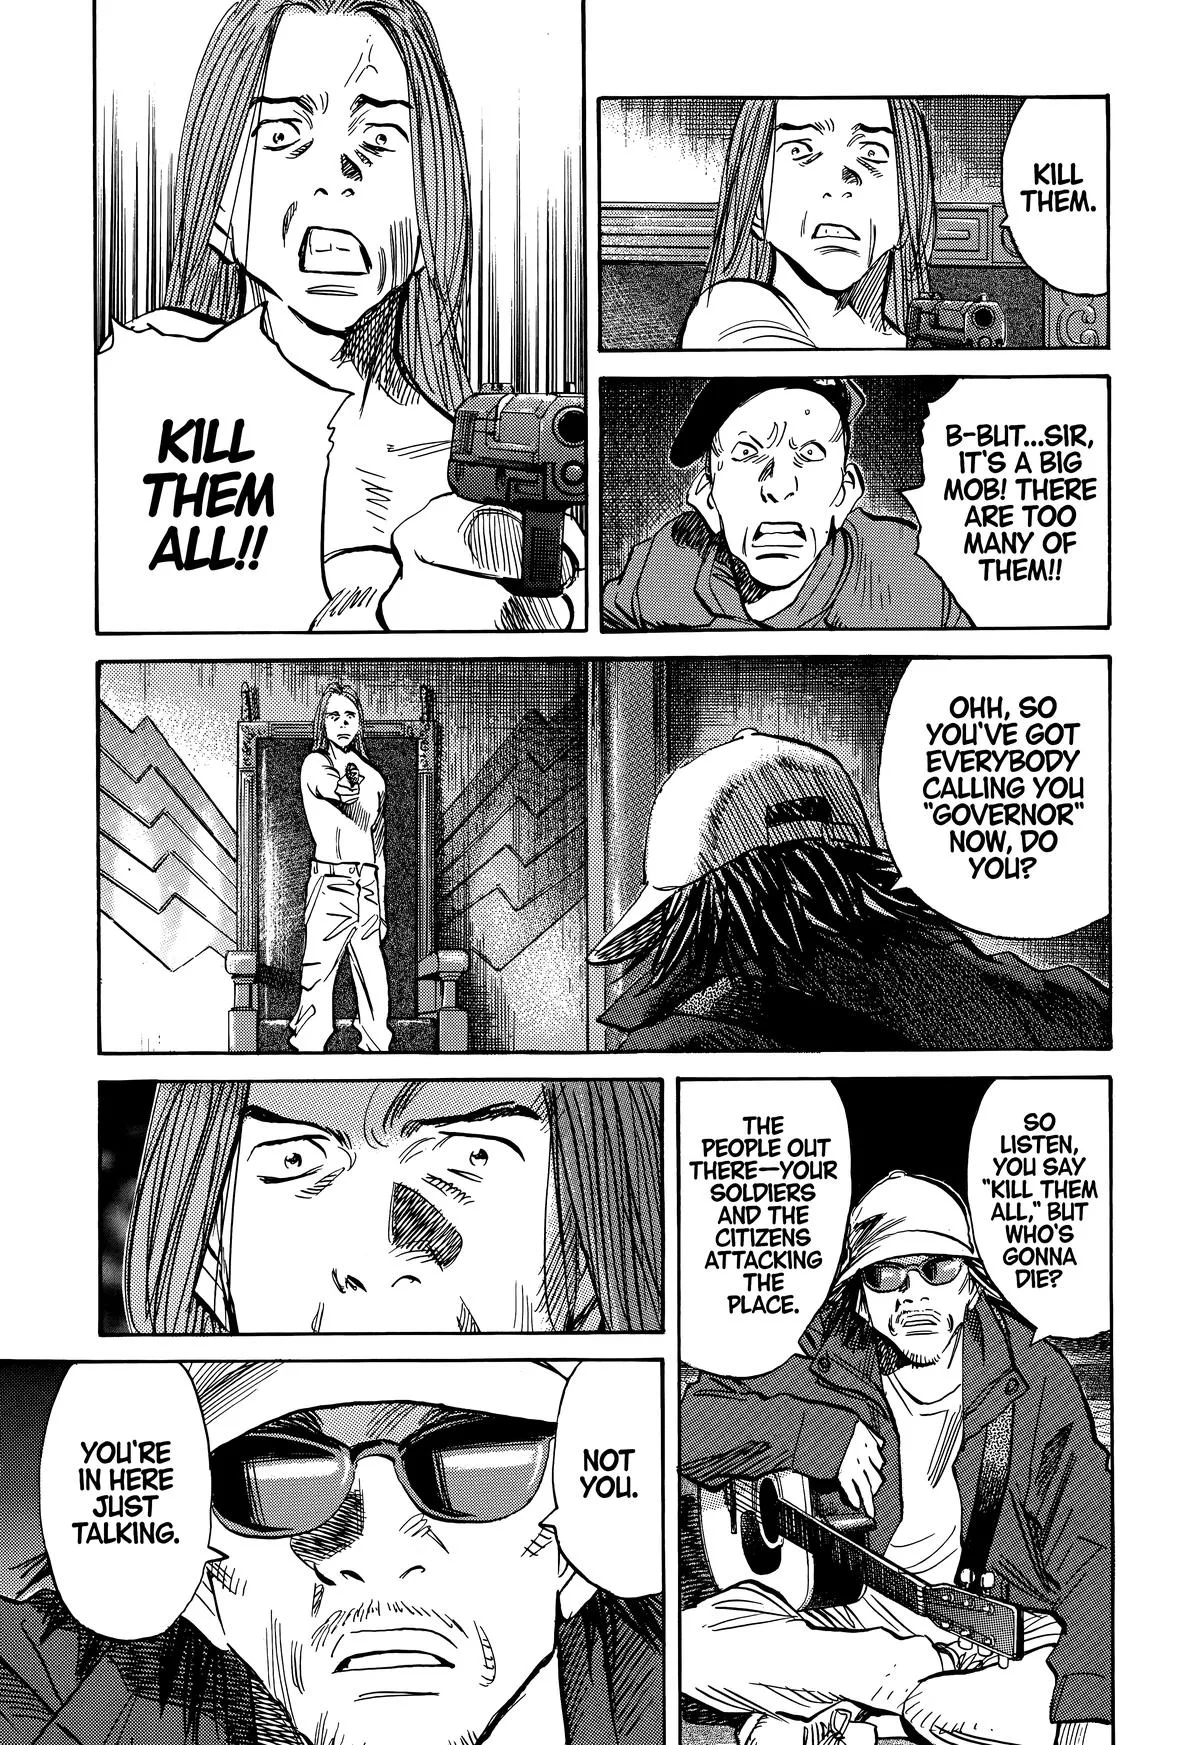 KILL
THEM.
B-BUT...SIR,
IT'S A BIG
MOB! THERE
ARE TOO
MANY OF
THEM!!
KILL
THEM
ALL!!
OHH, SO
YOU'VE GOT
EVERYBODY
CALLING YOU
"GOVERNOR"
NOW, DO
YOU?
SO
LISTEN,
YOU SAY
"KILL THEM
ALL," BUT
WHO'S
GONNA
DIE?
THE
PEOPLE OUT
THERE—YOUR
SOLDIERS
AND THE
CITIZENS
ATTACKING
THE
PLACE.
NOT
YOU.
YOU'RE
IN HERE
JUST
TALKING.